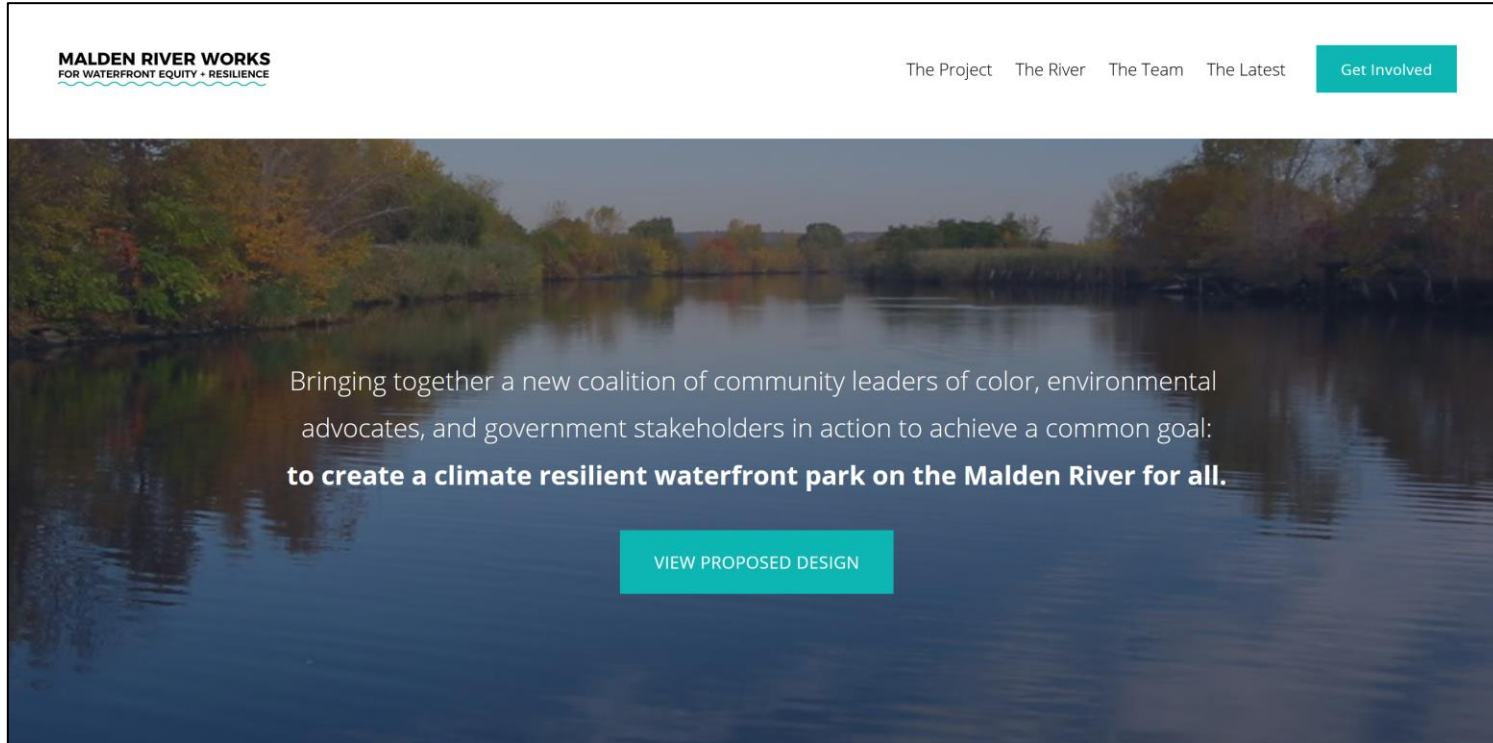 MALDEN RIVER WORKS
FOR WATERFRONT EQUITY + RESILIENCE
The Project The River The Team The Latest Get Involved
Bringing together a new coalition of community leaders of color, environmental
advocates, and government stakeholders in action to achieve a common goal:
to create a climate resilient waterfront park on the Malden River for all.
VIEW PROPOSED DESIGN